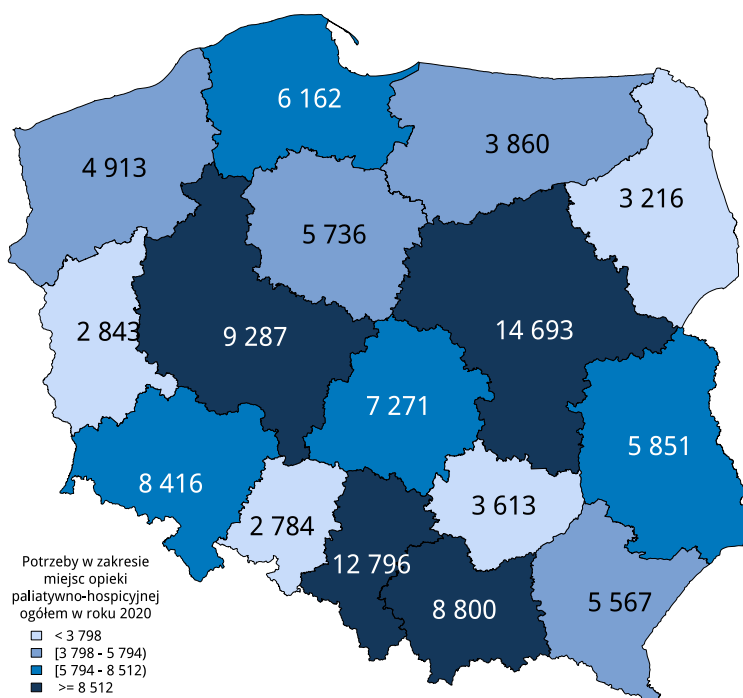 6 162
3 860
4 913
3 216
5 736
2 843
9 287
14 693
7 271
5 851
8 416
3 613
2 784
12 796
8 800
5 567
Potrzeby w zakresie
miejsc opieki
paliatywno-hospicyjnej
ogółem w roku 2020
< 3 798
[3 798 - 5 794)
[5 794 - 8 512)
>= 8 512